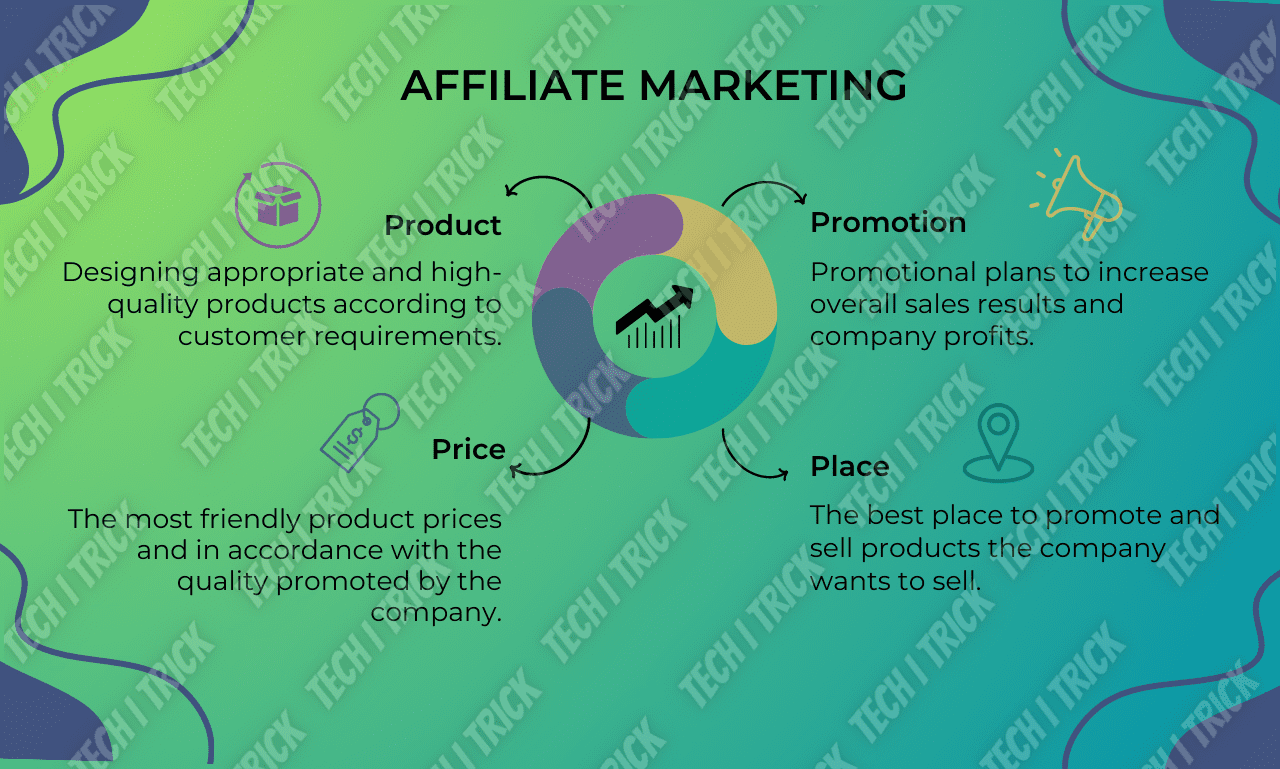 AFFILIATE MARKETING
Product
Designing appropriate and high-
quality products according to
customer requirements.
Promotion
Promotional plans to increase
overall sales results and
company profits.
Price
The most friendly product prices
and in accordance with the
quality promoted by the
company.
Place
The best place to promote and
sell products the company
wants to sell.
TECH I TRICK